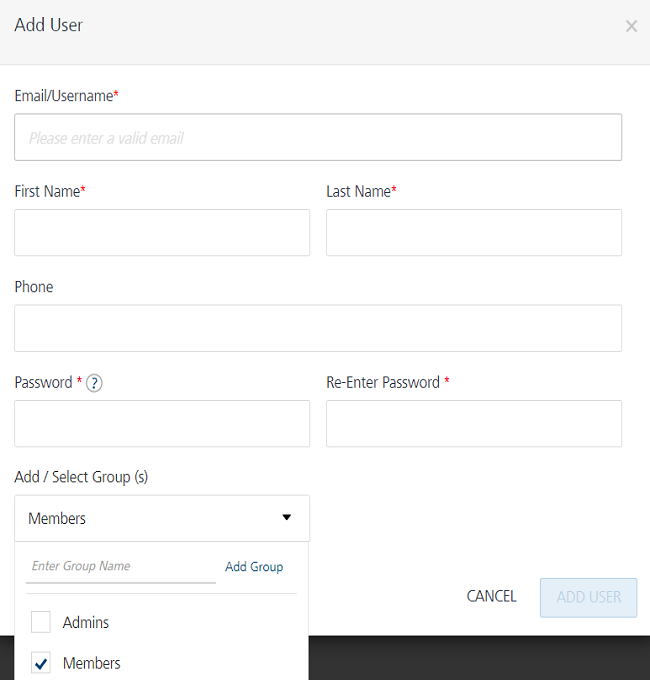 Add User
Email/Username*
Please enter a valid email
First Name* Last Name*
Phone
Password * ? Re-Enter Password *
Add / Select Group (s)
Members
Enter Group Name Add Group
CANCEL ADD USER
Admins
Members